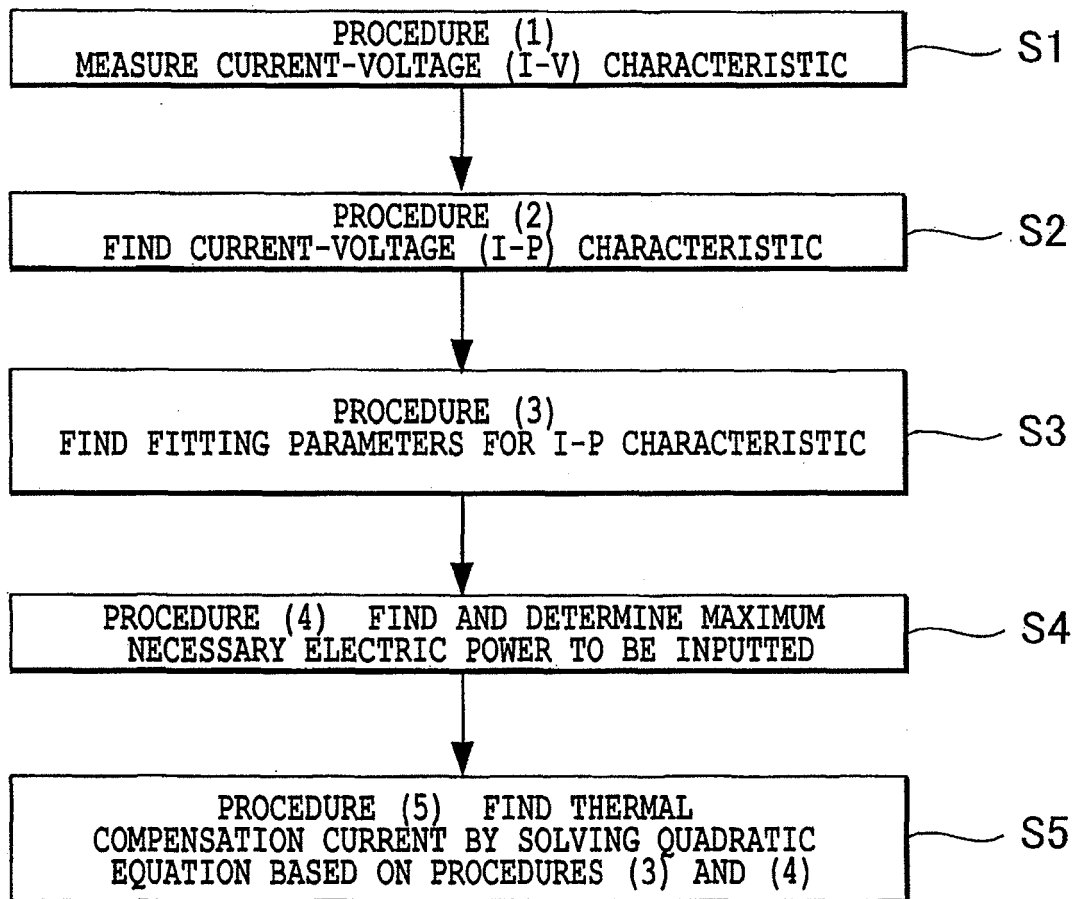 PROCEDURE (1)
MEASURE CURRENT-VOLTAGE (I-V) CHARACTERISTIC
S1
PROCEDURE (2)
FIND CURRENT-VOLTAGE (I-P) CHARACTERISTIC
S2
PROCEDURE (3)
FIND FITTING PARAMETERS FOR I-P CHARACTERISTIC
S3
PROCEDURE (4) FIND AND DETERMINE MAXIMUM
NECESSARY ELECTRIC POWER TO BE INPUTTED
S4
PROCEDURE (5) FIND THERMAL
COMPENSATION CURRENT BY SOLVING QUADRATIC
EQUATION BASED ON PROCEDURES (3) AND (4)
S5